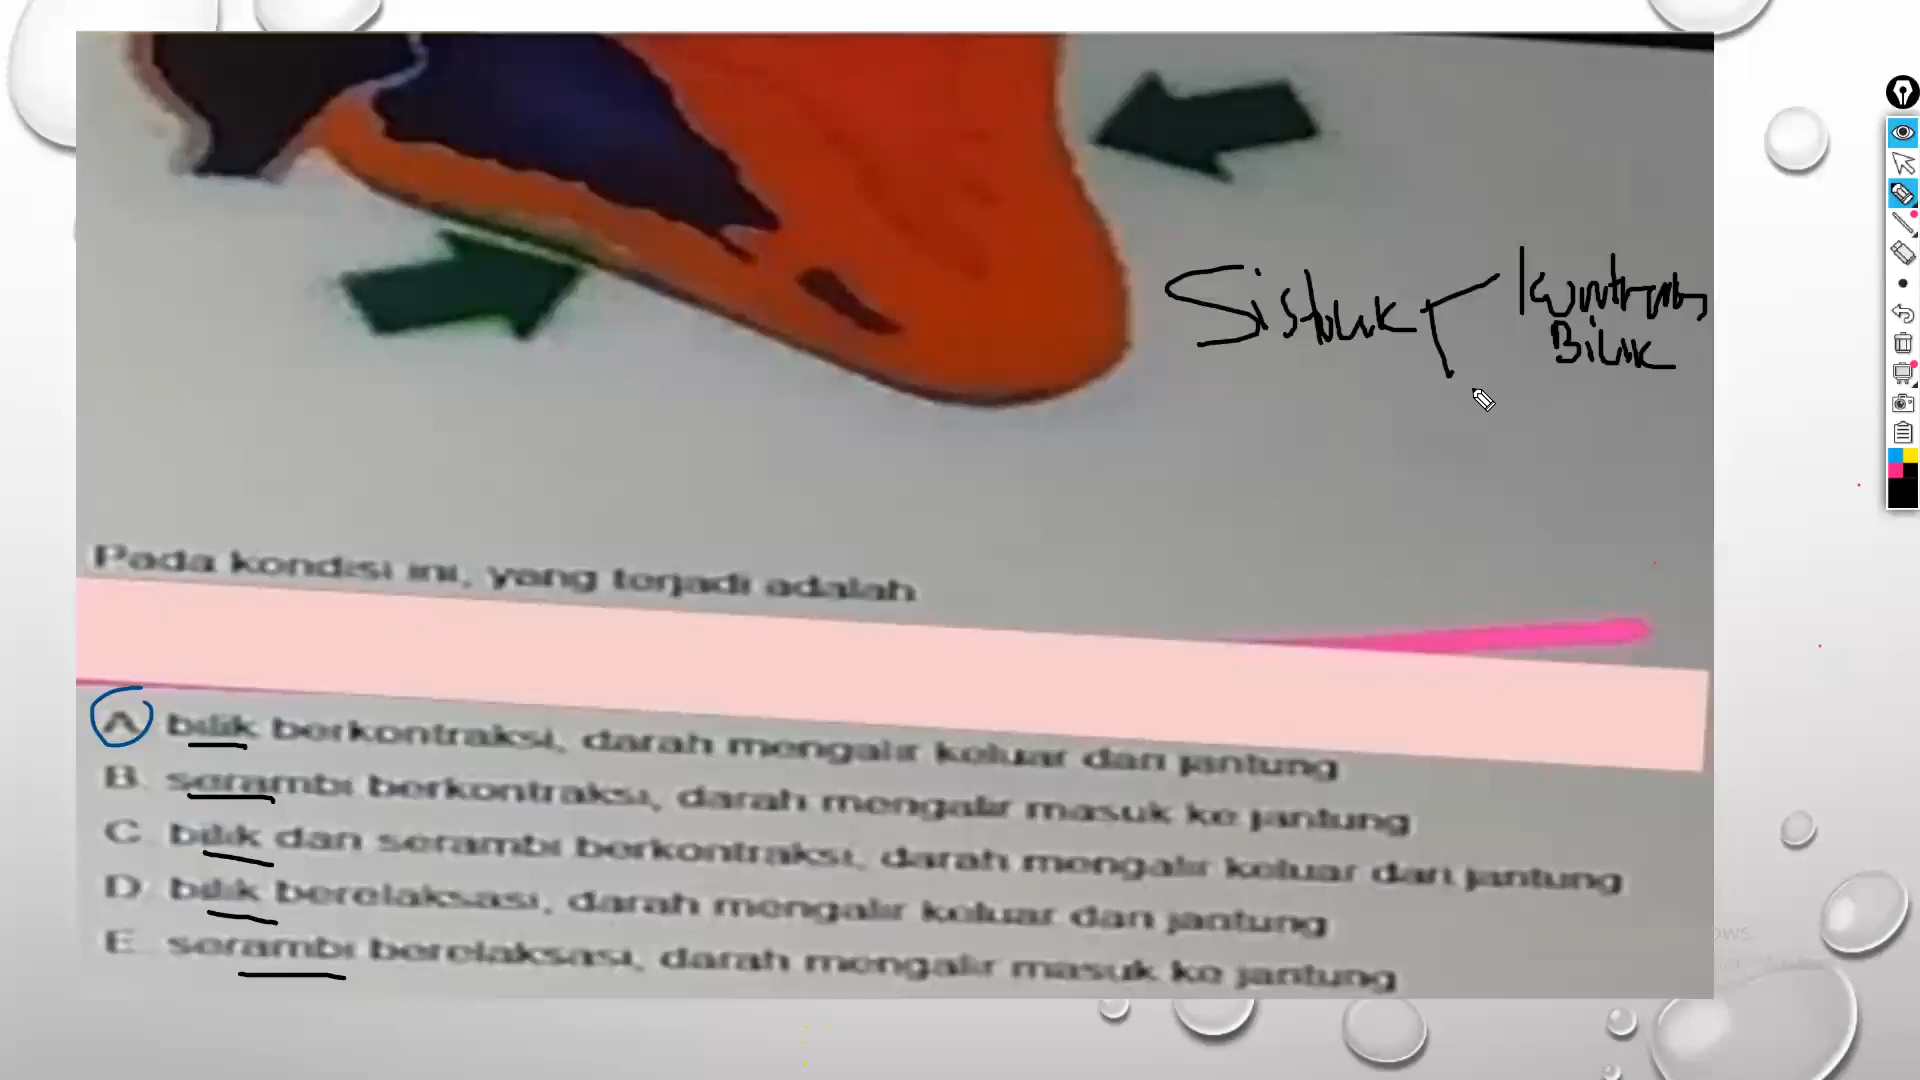 Sistolik
kontraksi
Bilik
Pada kondisi ini, yang terjadi adalah
A. bilik berkontraksi, darah mengalir keluar dari jantung
B. serambi berkontraksi, darah mengalir masuk ke jantung
C. bilik dan serambi berkontraksi, darah mengalir keluar dari jantung
D. bilik berelaksasi, darah mengalir keluar dari jantung
E. serambi berelaksasi, darah mengalir masuk ke jantung